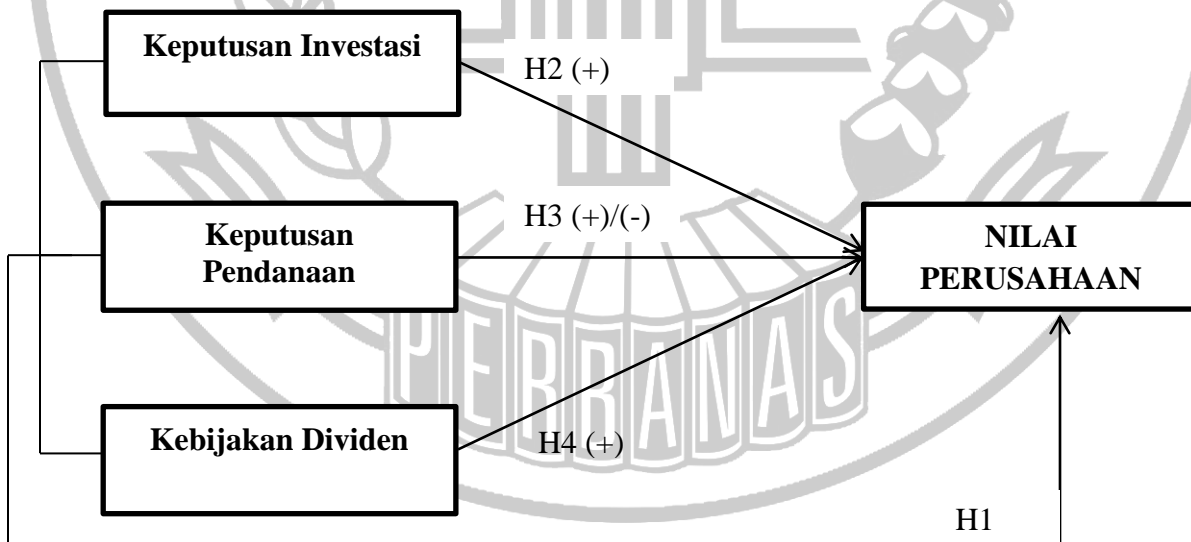 Keputusan Investasi
H2 (+)
Keputusan
Pendanaan
H3 (+)/(-)
NILAI
PERUSAHAAN
PERBANAS
Kebijakan Dividen
H4 (+)
H1